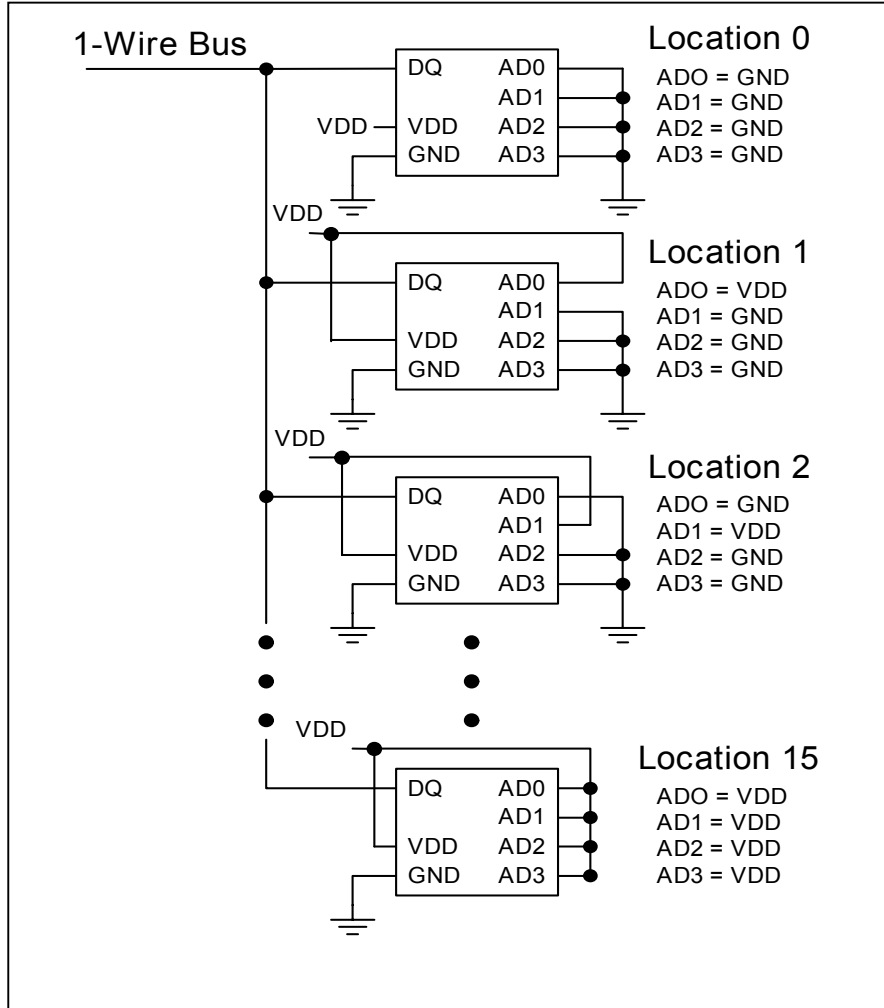 1-Wire Bus
Location 0
DQ AD0
AD1
VDD VDD AD2
GND AD3
ADO = GND
AD1 = GND
AD2 = GND
AD3 = GND
VDD
Location 1
DQ AD0
AD1
VDD AD2
GND AD3
ADO = VDD
AD1 = GND
AD2 = GND
AD3 = GND
VDD
Location 2
DQ AD0
AD1
VDD AD2
GND AD3
ADO = GND
AD1 = VDD
AD2 = GND
AD3 = GND
VDD
Location 15
DQ AD0
AD1
VDD AD2
GND AD3
ADO = VDD
AD1 = VDD
AD2 = VDD
AD3 = VDD